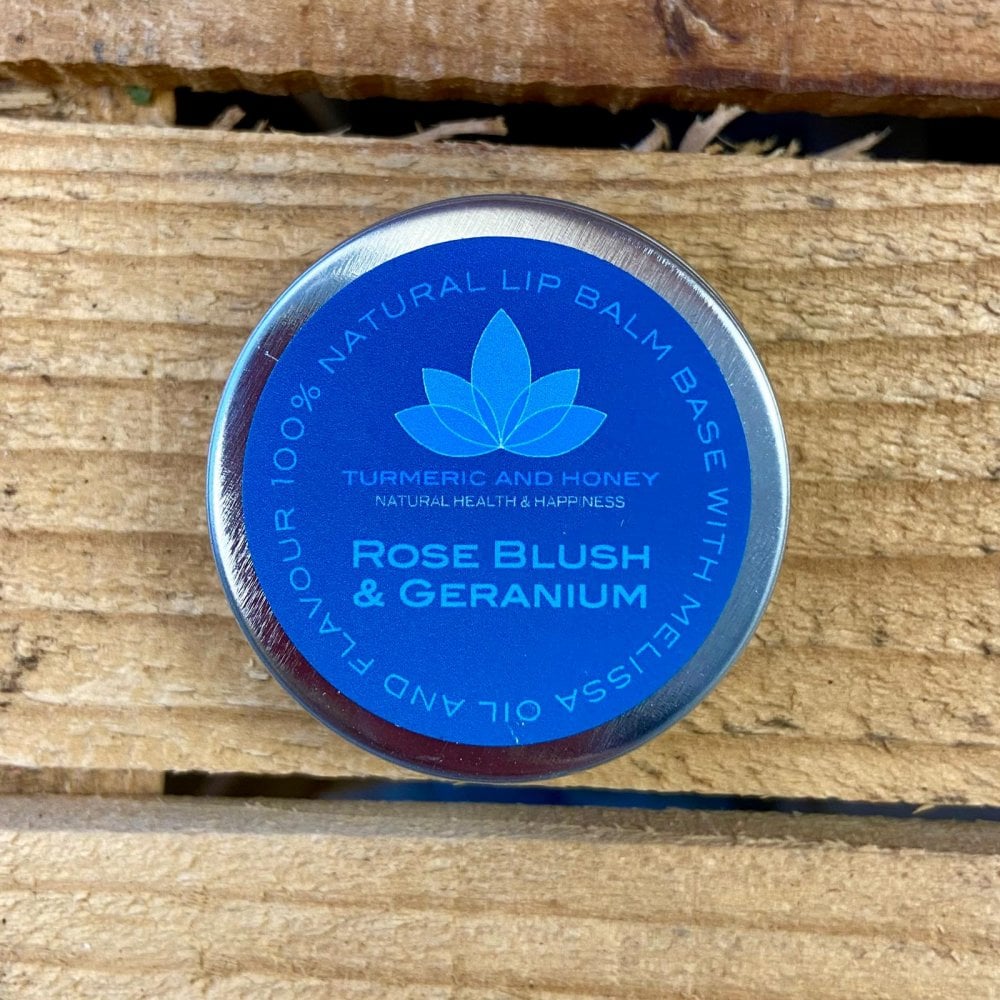 100% NATURAL LIP BALM BASE WITH MELISSA OIL AND FLAVOUR
TURMERIC AND HONEY
NATURAL HEALTH & HAPPINESS
ROSE BLUSH
& GERANIUM